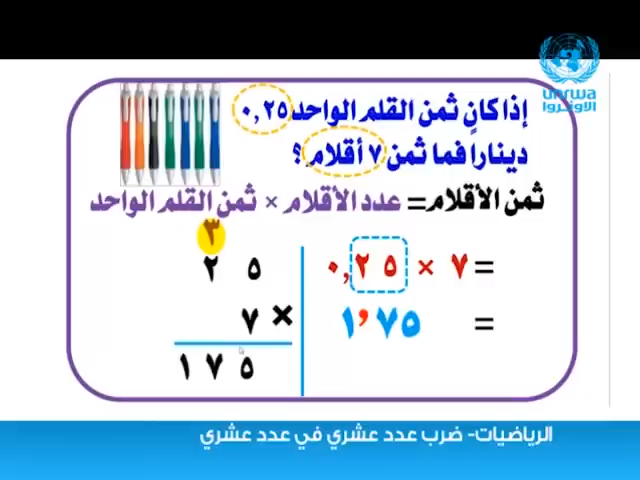 unrwa
الاونروا
إذا كان ثمن القلم الواحد ٠,٢٥
دينارا فما ثمن ٧ أقلام ؟
ثمن الأقلام = عدد الأقلام × ثمن القلم الواحد
= ٧ × ٠,٢٥
= ١,٧٥
٣
٢ ٥
× ٧
١ ٧ ٥
الرياضيات- ضرب عدد عشري في عدد عشري